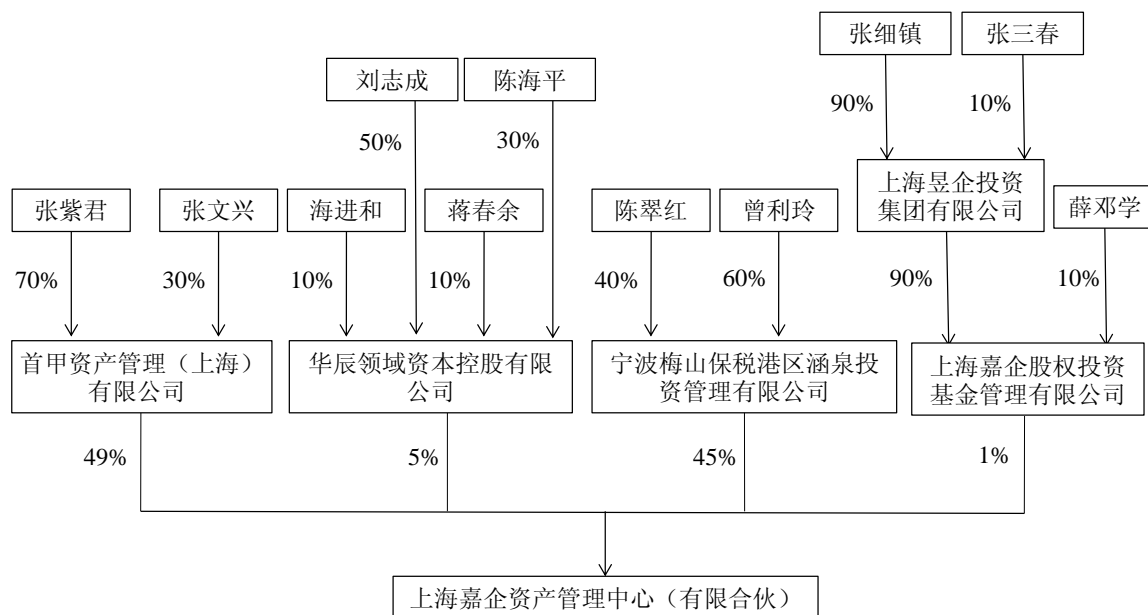 张细镇
张三春
刘志成
陈海平
90%
10%
50%
30%
上海昱企投资
集团有限公司
张紫君
张文兴
海进和
蒋春余
陈翠红
曾利玲
薛邓学
70%
30%
10%
10%
40%
60%
90%
10%
首甲资产管理（上海）
有限公司
华辰领域资本控股有限
公司
宁波梅山保税港区涵泉投
资管理有限公司
上海嘉企股权投资
基金管理有限公司
49%
5%
45%
1%
上海嘉企资产管理中心（有限合伙）